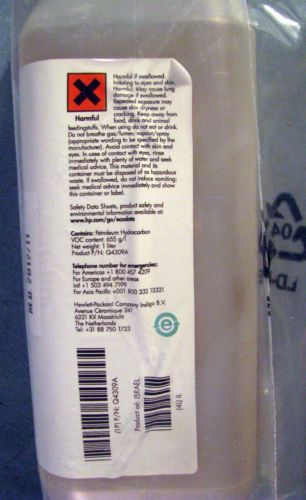 Harmful if swallowed.
Irritating to eyes and skin.
Harmful: May cause lung
damage if swallowed.
Repeated exposure may
cause skin dryness or
cracking. Keep away from
food, drink and animal
Harmful
feedingstuffs. When using do not eat or drink.
Do not breathe gas/fumes/vapour/spray
(appropriate wording to be specified by the
manufacturer). Avoid contact with skin and
eyes. In case of contact with eyes, rinse
immediately with plenty of water and seek
medical advice. This material and its
container must be disposed of as hazardous
waste. If swallowed, do not induce vomiting:
seek medical advice immediately and show
this container or label.
Safety Data Sheets, product safety and
environmental information available at:
www.hp.com/go/ecodata
Contains: Petroleum Hydrocarbon
VOC content: 655 g/l
Net weight: 1 liter
Product P/N: Q4309A
Telephone number for emergencies:
For Americas +1 800 457 4209
For Europe and other areas
Intl +1 503 494 7199
For Asia Pacific +001 800 332 13321
Hewlett-Packard Company Indigo B.V.
Avenue Céramique 241
6221 KX Maastricht
The Netherlands
Tel: +31 88 750 1723
(1P) P/N: Q4309A
Product of: ISRAEL
(4L) IL
04
LD